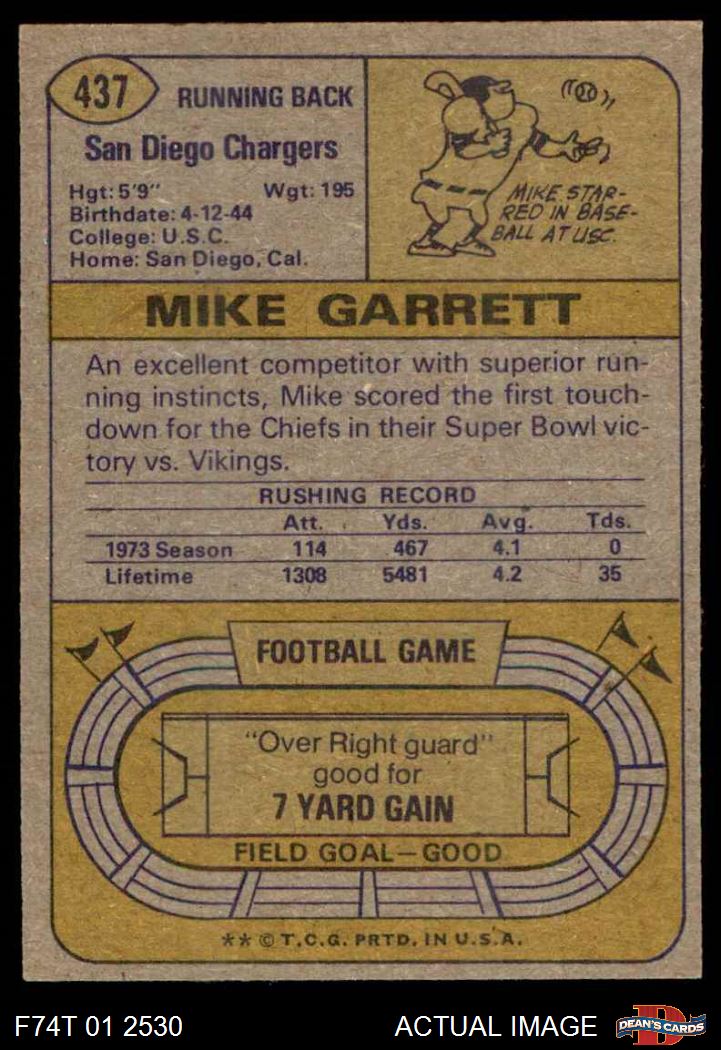 437
RUNNING BACK
San Diego Chargers
Hgt: 5'9" Wgt: 195
Birthdate: 4-12-44
College: U.S.C.
Home: San Diego, Cal.
MIKE STAR-
RED IN BASE-
BALL AT USC.
MIKE GARRETT
An excellent competitor with superior run-
ning instincts, Mike scored the first touch-
down for the Chiefs in their Super Bowl vic-
tory vs. Vikings.
RUSHING RECORD
Att. Yds. Avg. Tds.
1973 Season 114 467 4.1 0
Lifetime 1308 5481 4.2 35
FOOTBALL GAME
"Over Right guard"
good for
7 YARD GAIN
FIELD GOAL—GOOD
** © T.C.G. PRTD. IN U.S.A.
F74T 01 2530 ACTUAL IMAGE
D
DEAN'S CARDS